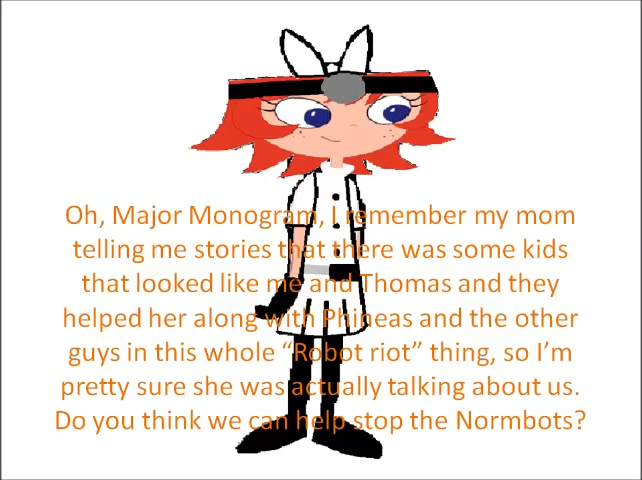 Oh, Major Monogram, I remember my mom
telling me stories that there was some kids
that looked like me and Thomas and they
helped her along with Phineas and the other
guys in this whole “Robot riot” thing, so I’m
pretty sure she was actually talking about us.
Do you think we can help stop the Normbots?